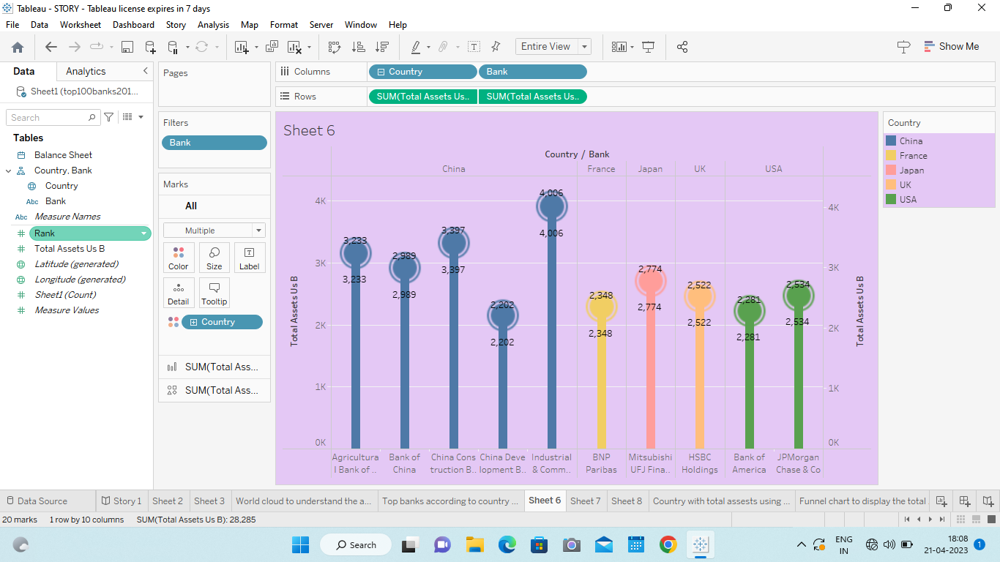 Tableau - STORY - Tableau license expires in 7 days
File Data Worksheet Dashboard Story Analysis Map Format Server Window Help
Entire View
Show Me
Data Analytics
Sheet1 (top100banks201...
Search
Tables
Balance Sheet
Country, Bank
Country
Abc Bank
Abc Measure Names
Rank
Total Assets Us B
Latitude (generated)
Longitude (generated)
Sheet1 (Count)
Measure Values
Pages
Filters
Bank
Marks
All
Multiple
Color Size Label
Detail Tooltip
Country
SUM(Total Ass...
SUM(Total Ass...
Columns Country Bank
Rows SUM(Total Assets Us.. SUM(Total Assets Us..
Sheet 6
Country / Bank
China France Japan UK USA
Total Assets Us B
4K
3K
2K
1K
0K
3,233
3,233
2,989
2,989
3,397
3,397
2,202
2,202
4,006
4,006
2,348
2,348
2,774
2,774
2,522
2,522
2,281
2,281
2,534
2,534
4K
3K
2K
1K
0K
Total Assets Us B
Agricultura
l Bank of ..
Bank of
China
China Cons
truction B..
China Deve
lopment B..
Industrial
& Comm..
BNP
Paribas
Mitsubishi
UFJ Fina..
HSBC
Holdings
Bank of
America
JPMorgan
Chase & Co
Country
China
France
Japan
UK
USA
Data Source Story 1 Sheet 2 Sheet 3 World cloud to understand the a... Top banks according to country ... Sheet 6 Sheet 7 Sheet 8 Country with total assests using ... Funnel chart to display the total
20 marks 1 row by 10 columns SUM(Total Assets Us B): 28,285
Search
ENG
IN
18:08
21-04-2023
1